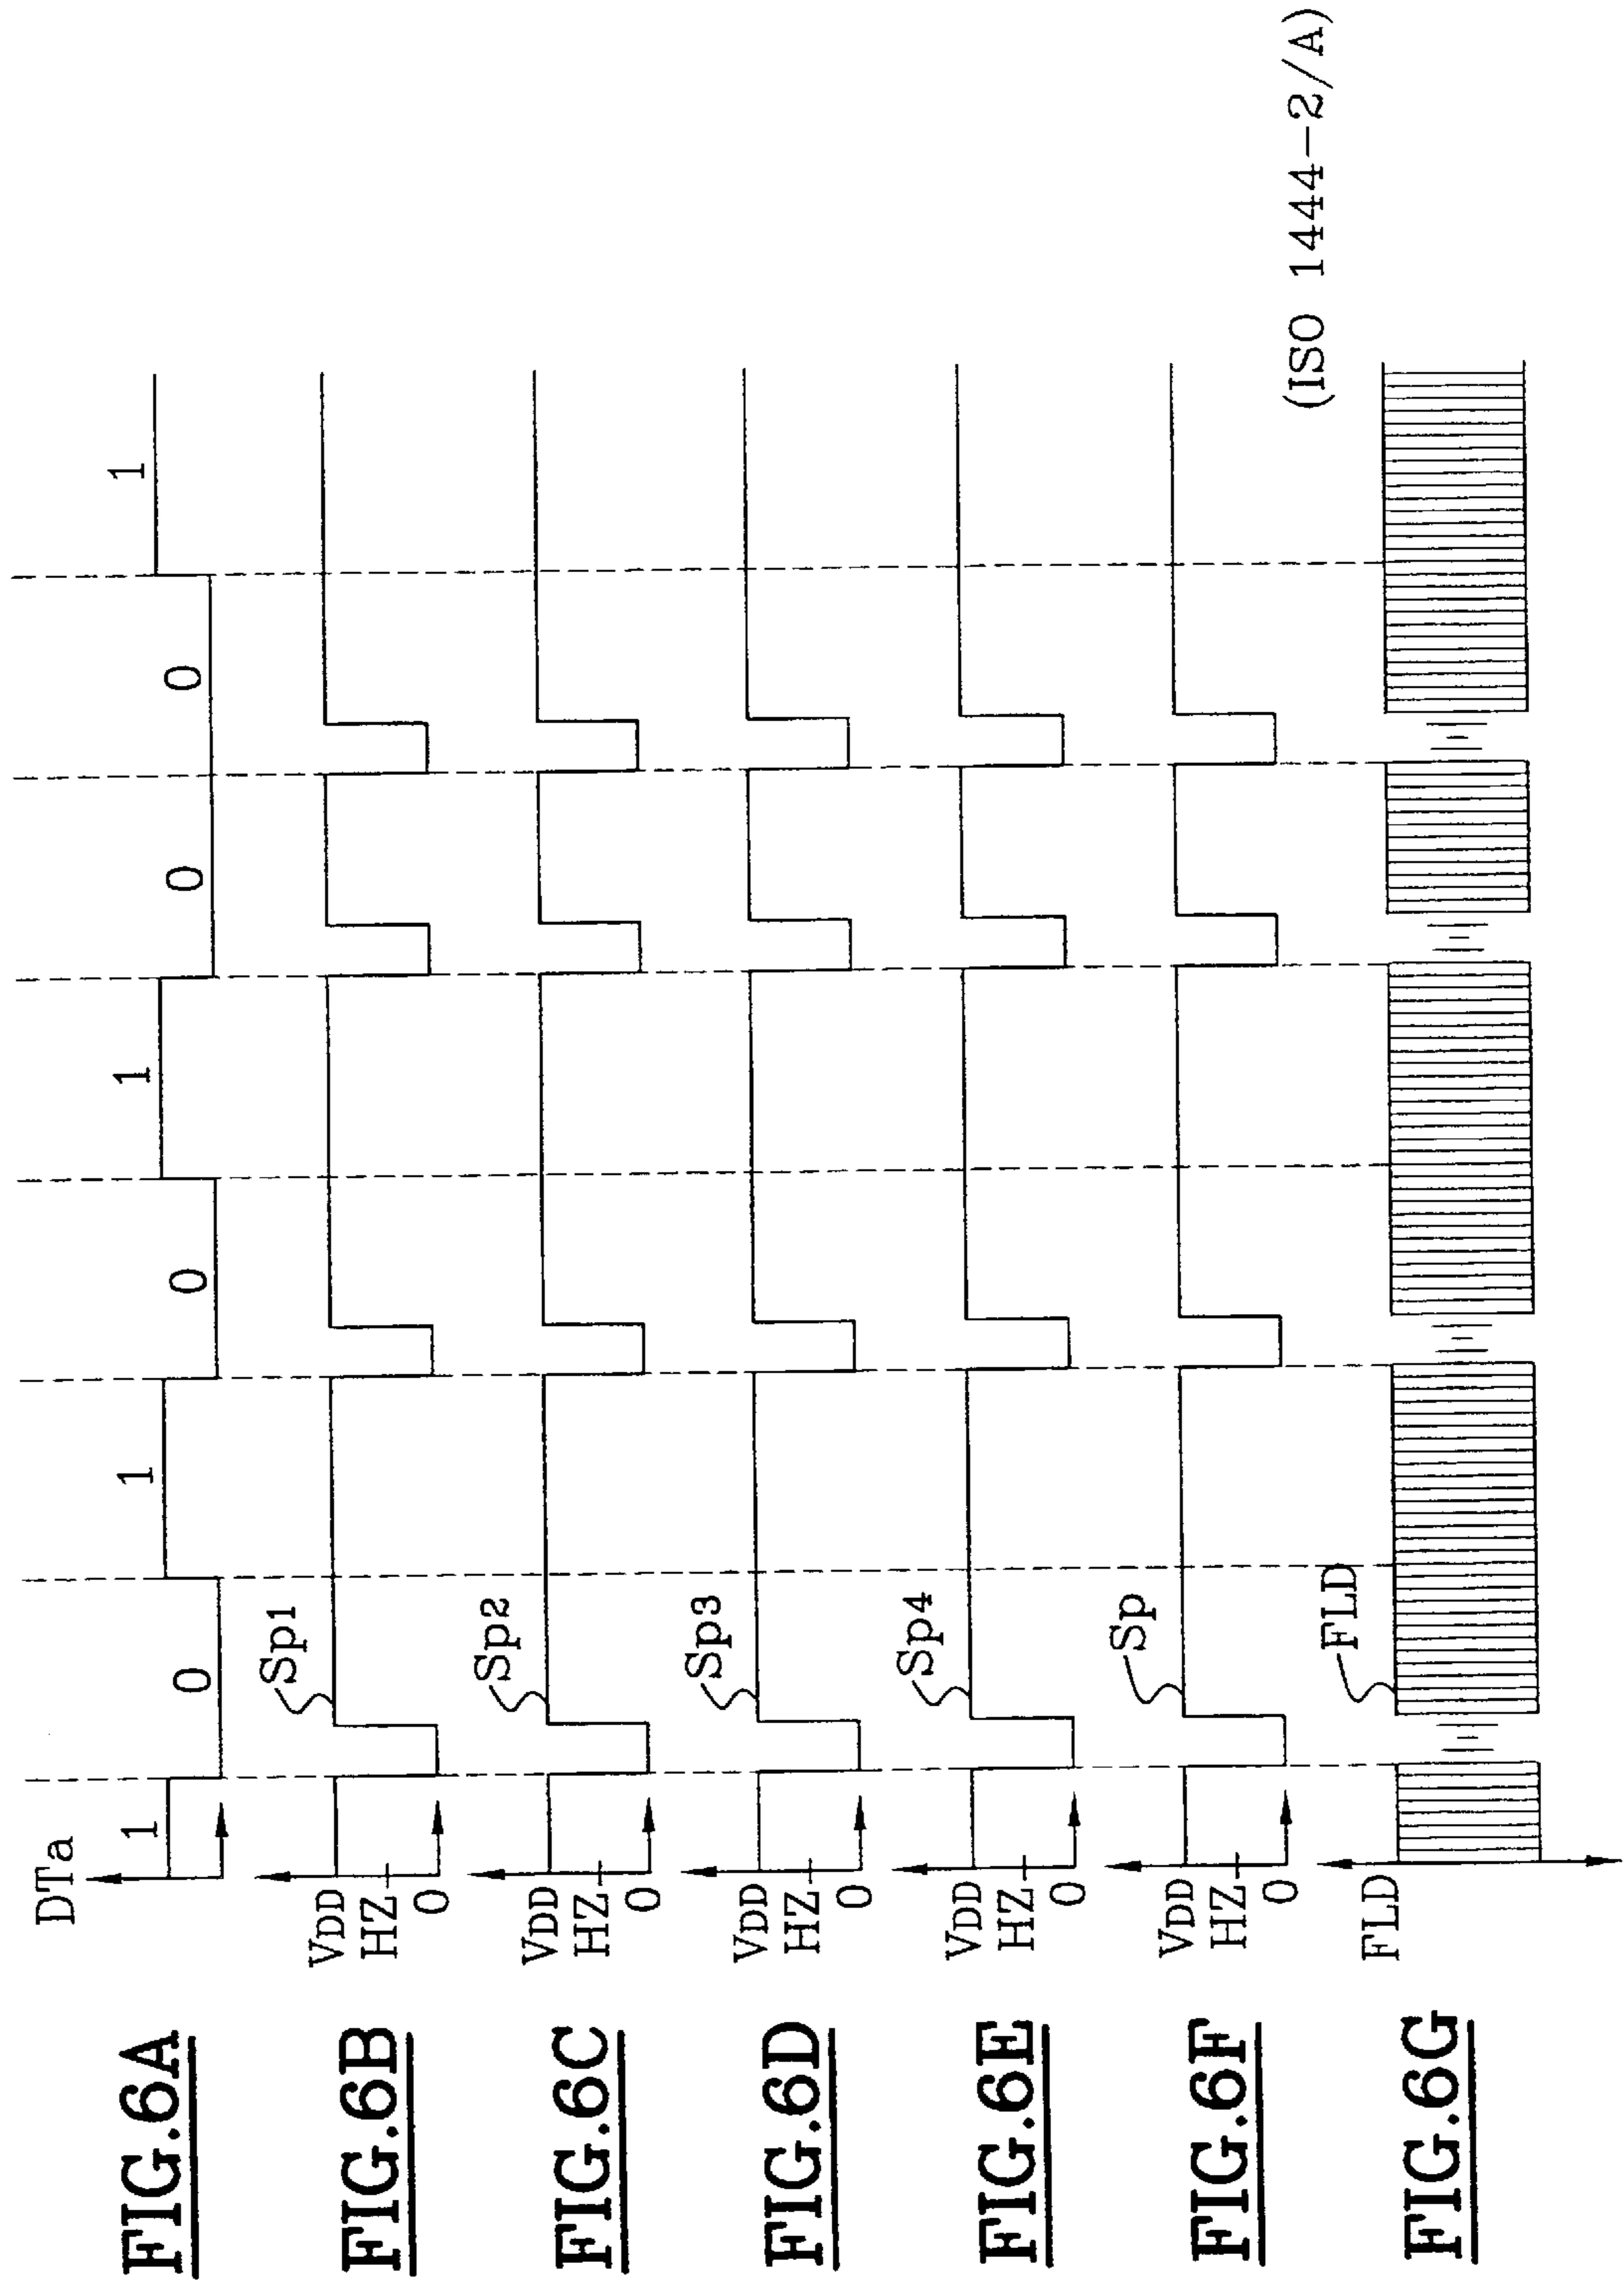 FIG.6A
DTa
1 0 1 0 1 0 0 1
FIG.6B
VDD
HZ
0
Sp1
FIG.6C
VDD
HZ
0
Sp2
FIG.6D
VDD
HZ
0
Sp3
FIG.6E
VDD
HZ
0
Sp4
FIG.6F
VDD
HZ
0
Sp
FIG.6G
FLD
FLD
(ISO 1444-2/A)